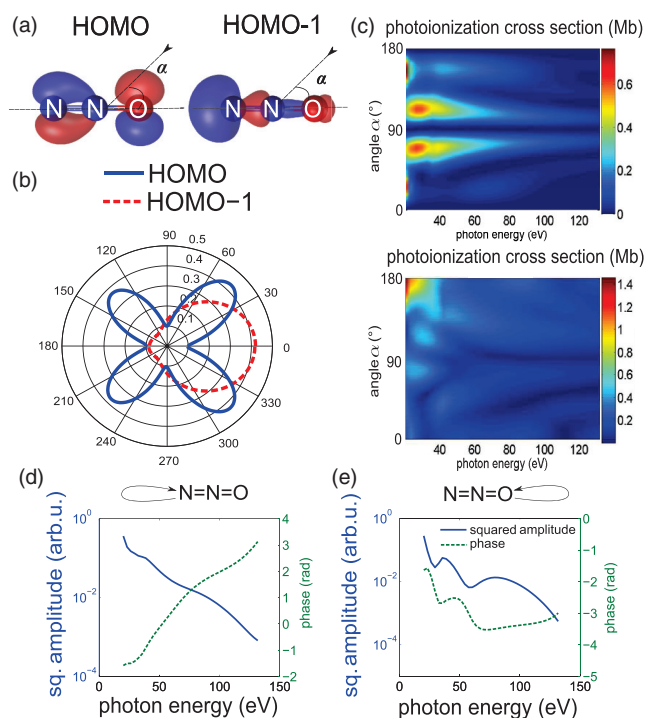 (a) HOMO HOMO-1
α α
N N O N N O
(b) HOMO
HOMO−1
90
120 60
150 30
180 0
210 330
240 300
270
0.5
0.4
0.3
0.1
(c) photoionization cross section (Mb)
180
90
0
angle α (°)
20 40 60 80 100 120
photon energy (eV)
0.6
0.4
0.2
0
photoionization cross section (Mb)
180
90
0
angle α (°)
20 40 60 80 100 120
photon energy (eV)
1.4
1.2
1
0.8
0.6
0.4
0.2
(d) N=N=O
sq. amplitude (arb.u.)
10^0
10^-2
10^-4
4
3
2
1
0
−1
−2
phase (rad)
0 50 100 150
photon energy (eV)
(e) N=N=O
squared amplitude
phase
sq. amplitude (arb.u.)
10^0
10^-2
10^-4
0
−1
−2
−3
−4
5
phase (rad)
0 50 100 150
photon energy (eV)